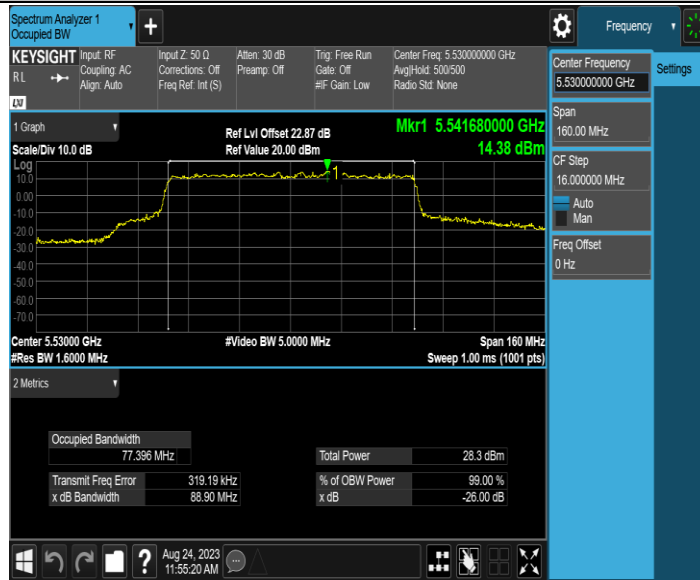 Spectrum Analyzer 1
Occupied BW
+
Frequency
KEYSIGHT
RL
LXI
Input: RF
Coupling: AC
Align: Auto
Input Z: 50 Ω
Corrections: Off
Freq Ref: Int (S)
Atten: 30 dB
Preamp: Off
Trig: Free Run
Gate: Off
#IF Gain: Low
Center Freq: 5.530000000 GHz
Avg|Hold: 500/500
Radio Std: None
Center Frequency
5.530000000 GHz
Settings
Span
160.00 MHz
CF Step
16.000000 MHz
Auto
Man
Freq Offset
0 Hz
1 Graph
Ref Lvl Offset 22.87 dB
Mkr1 5.541680000 GHz
Scale/Div 10.0 dB
Ref Value 20.00 dBm
14.38 dBm
Log
10.0
0.00
-10.0
-20.0
-30.0
-40.0
-50.0
-60.0
-70.0
1
Center 5.53000 GHz
#Video BW 5.0000 MHz
Span 160 MHz
#Res BW 1.6000 MHz
Sweep 1.00 ms (1001 pts)
2 Metrics
Occupied Bandwidth
77.396 MHz
Total Power 28.3 dBm
Transmit Freq Error 319.19 kHz
% of OBW Power 99.00 %
x dB Bandwidth 88.90 MHz
x dB -26.00 dB
?
Aug 24, 2023
11:55:20 AM